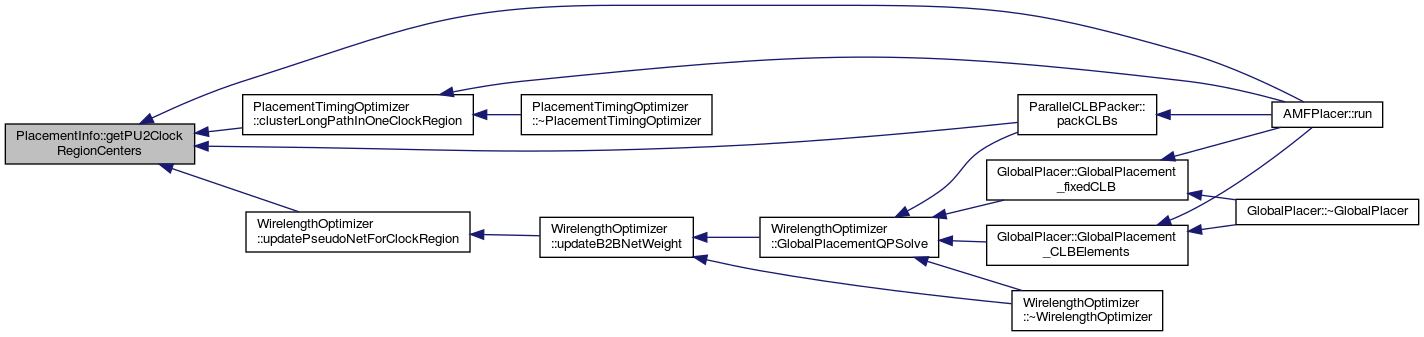 PlacementInfo::getPU2Clock
RegionCenters
PlacementTimingOptimizer
::clusterLongPathInOneClockRegion
PlacementTimingOptimizer
::~PlacementTimingOptimizer
WirelengthOptimizer
::updatePseudoNetForClockRegion
WirelengthOptimizer
::updateB2BNetWeight
WirelengthOptimizer
::GlobalPlacementQPSolve
ParallelCLBPacker::
packCLBs
GlobalPlacer::GlobalPlacement
_fixedCLB
GlobalPlacer::GlobalPlacement
_CLBElements
WirelengthOptimizer
::~WirelengthOptimizer
AMFPlacer::run
GlobalPlacer::~GlobalPlacer